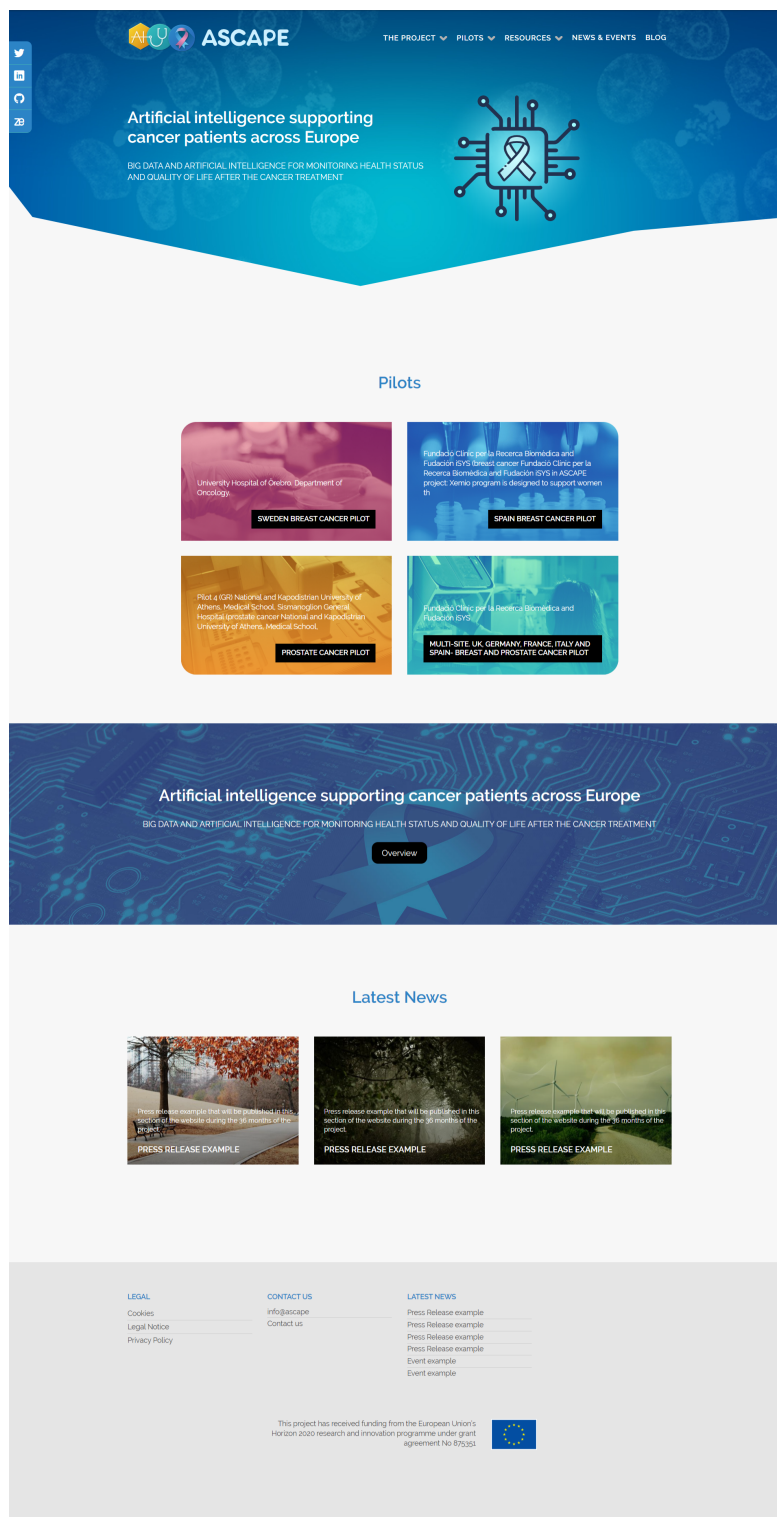 ASCAPE
THE PROJECT
PILOTS
RESOURCES
NEWS & EVENTS
BLOG
Artificial intelligence supporting
cancer patients across Europe
BIG DATA AND ARTIFICIAL INTELLIGENCE FOR MONITORING HEALTH STATUS
AND QUALITY OF LIFE AFTER THE CANCER TREATMENT
Pilots
University Hospital of Örebro. Department of
Oncology.
SWEDEN BREAST CANCER PILOT
Fundació Clínic per la Recerca Biomèdica and
Fudación iSYS (breast cancer Fundació Clínic per la
Recerca Biomèdica and Fudación iSYS in ASCAPE
project: Xemio program is designed to support women
th
SPAIN BREAST CANCER PILOT
Pilot 4 (GR) National and Kapodistrian University of
Athens, Medical School, Sismanoglion General
Hospital (prostate cancer National and Kapodistrian
University of Athens, Medical School,
PROSTATE CANCER PILOT
Fundació Clínic per la Recerca Biomèdica and
Fudación iSYS
MULTI-SITE. UK, GERMANY, FRANCE, ITALY AND
SPAIN- BREAST AND PROSTATE CANCER PILOT
Artificial intelligence supporting cancer patients across Europe
BIG DATA AND ARTIFICIAL INTELLIGENCE FOR MONITORING HEALTH STATUS AND QUALITY OF LIFE AFTER THE CANCER TREATMENT
Overview
Latest News
Press release example that will be published in this
section of the website during the 36 months of the
project.
PRESS RELEASE EXAMPLE
Press release example that will be published in this
section of the website during the 36 months of the
project.
PRESS RELEASE EXAMPLE
Press release example that will be published in this
section of the website during the 36 months of the
project.
PRESS RELEASE EXAMPLE
LEGAL
Cookies
Legal Notice
Privacy Policy
CONTACT US
info@ascape
Contact us
LATEST NEWS
Press Release example
Press Release example
Press Release example
Press Release example
Event example
Event example
This project has received funding from the European Union's
Horizon 2020 research and innovation programme under grant
agreement No 875351